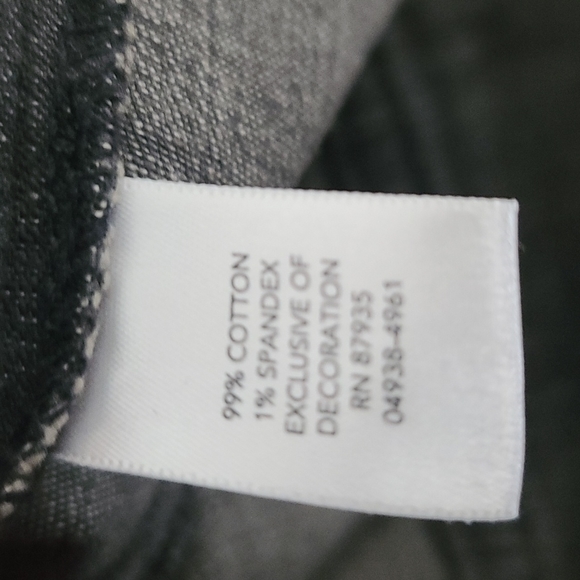 99% COTTON
1% SPANDEX
EXCLUSIVE OF
DECORATION
RN 87935
04938-4961